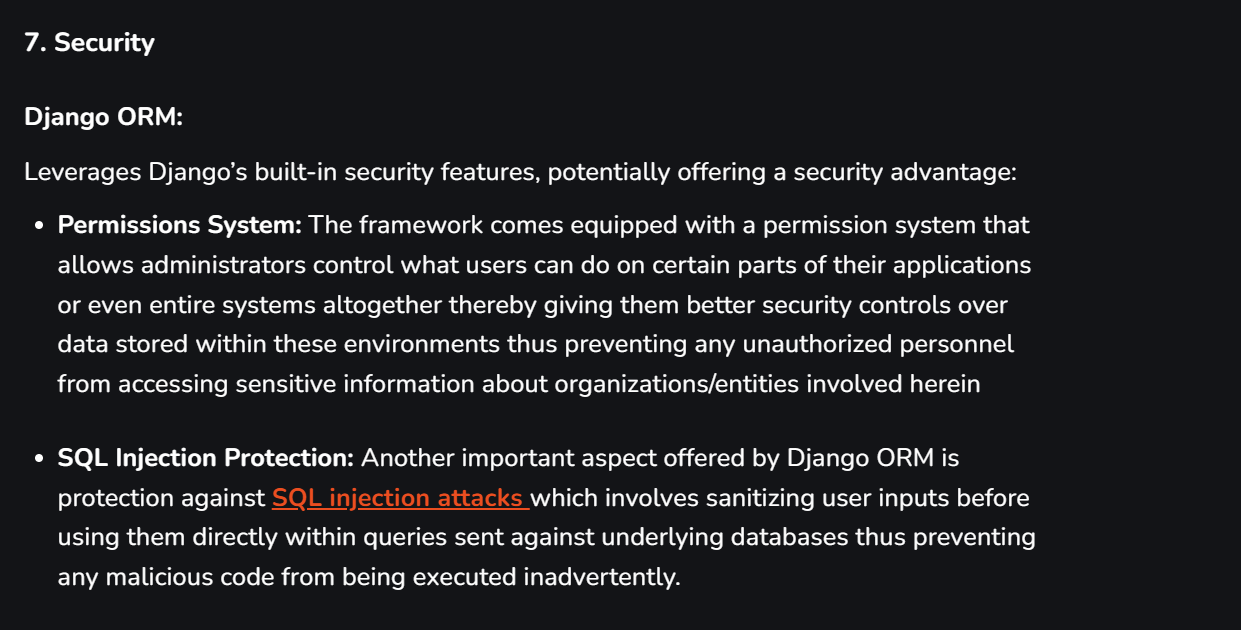 7. Security
Django ORM:
Leverages Django’s built-in security features, potentially offering a security advantage:
• Permissions System: The framework comes equipped with a permission system that
allows administrators control what users can do on certain parts of their applications
or even entire systems altogether thereby giving them better security controls over
data stored within these environments thus preventing any unauthorized personnel
from accessing sensitive information about organizations/entities involved herein
• SQL Injection Protection: Another important aspect offered by Django ORM is
protection against SQL injection attacks which involves sanitizing user inputs before
using them directly within queries sent against underlying databases thus preventing
any malicious code from being executed inadvertently.